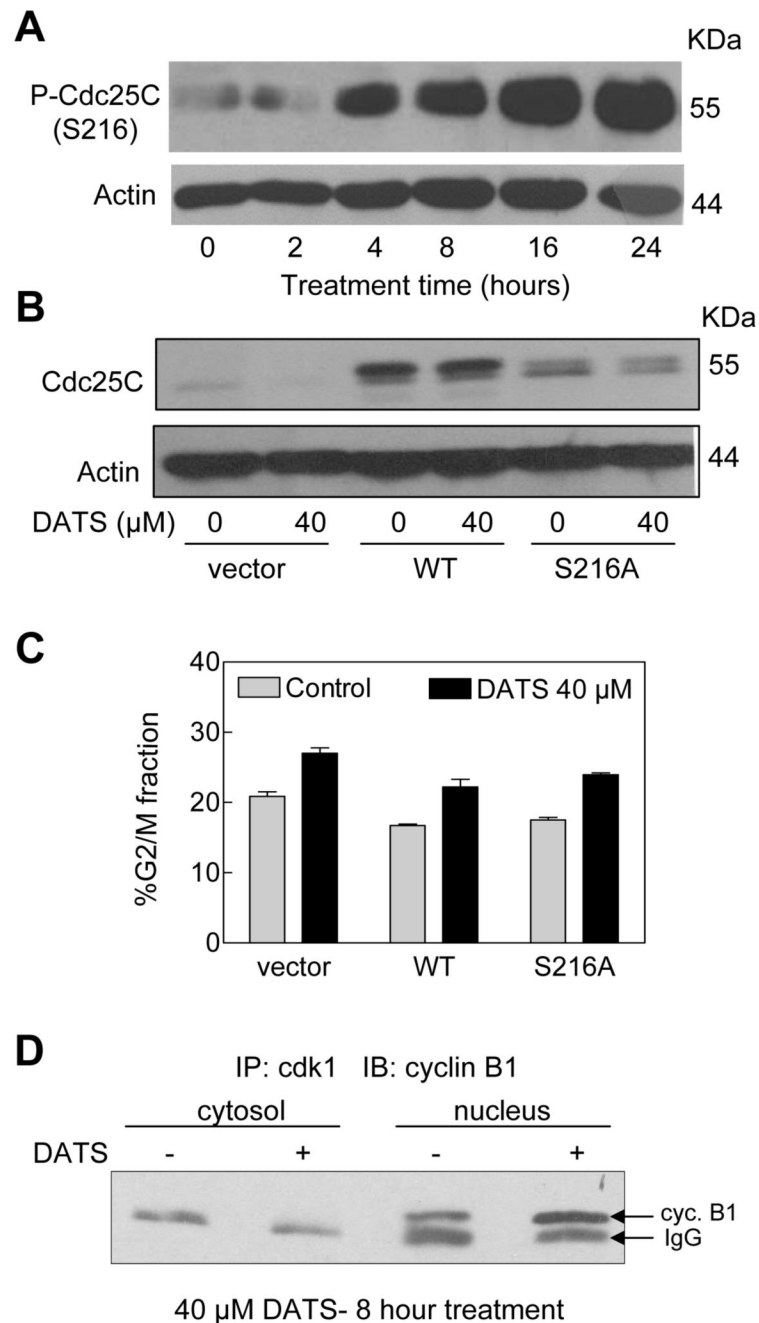 A
KDa
P-Cdc25C
(S216)
55
Actin
44
0 2 4 8 16 24
Treatment time (hours)
B
KDa
Cdc25C
55
Actin
44
DATS (µM) 0 40 0 40 0 40
vector WT S216A
C
40
Control DATS 40 µM
30
20
10
0
%G2/M fraction
vector WT S216A
D
IP: cdk1 IB: cyclin B1
cytosol nucleus
DATS - + - +
cyc. B1
IgG
40 µM DATS- 8 hour treatment